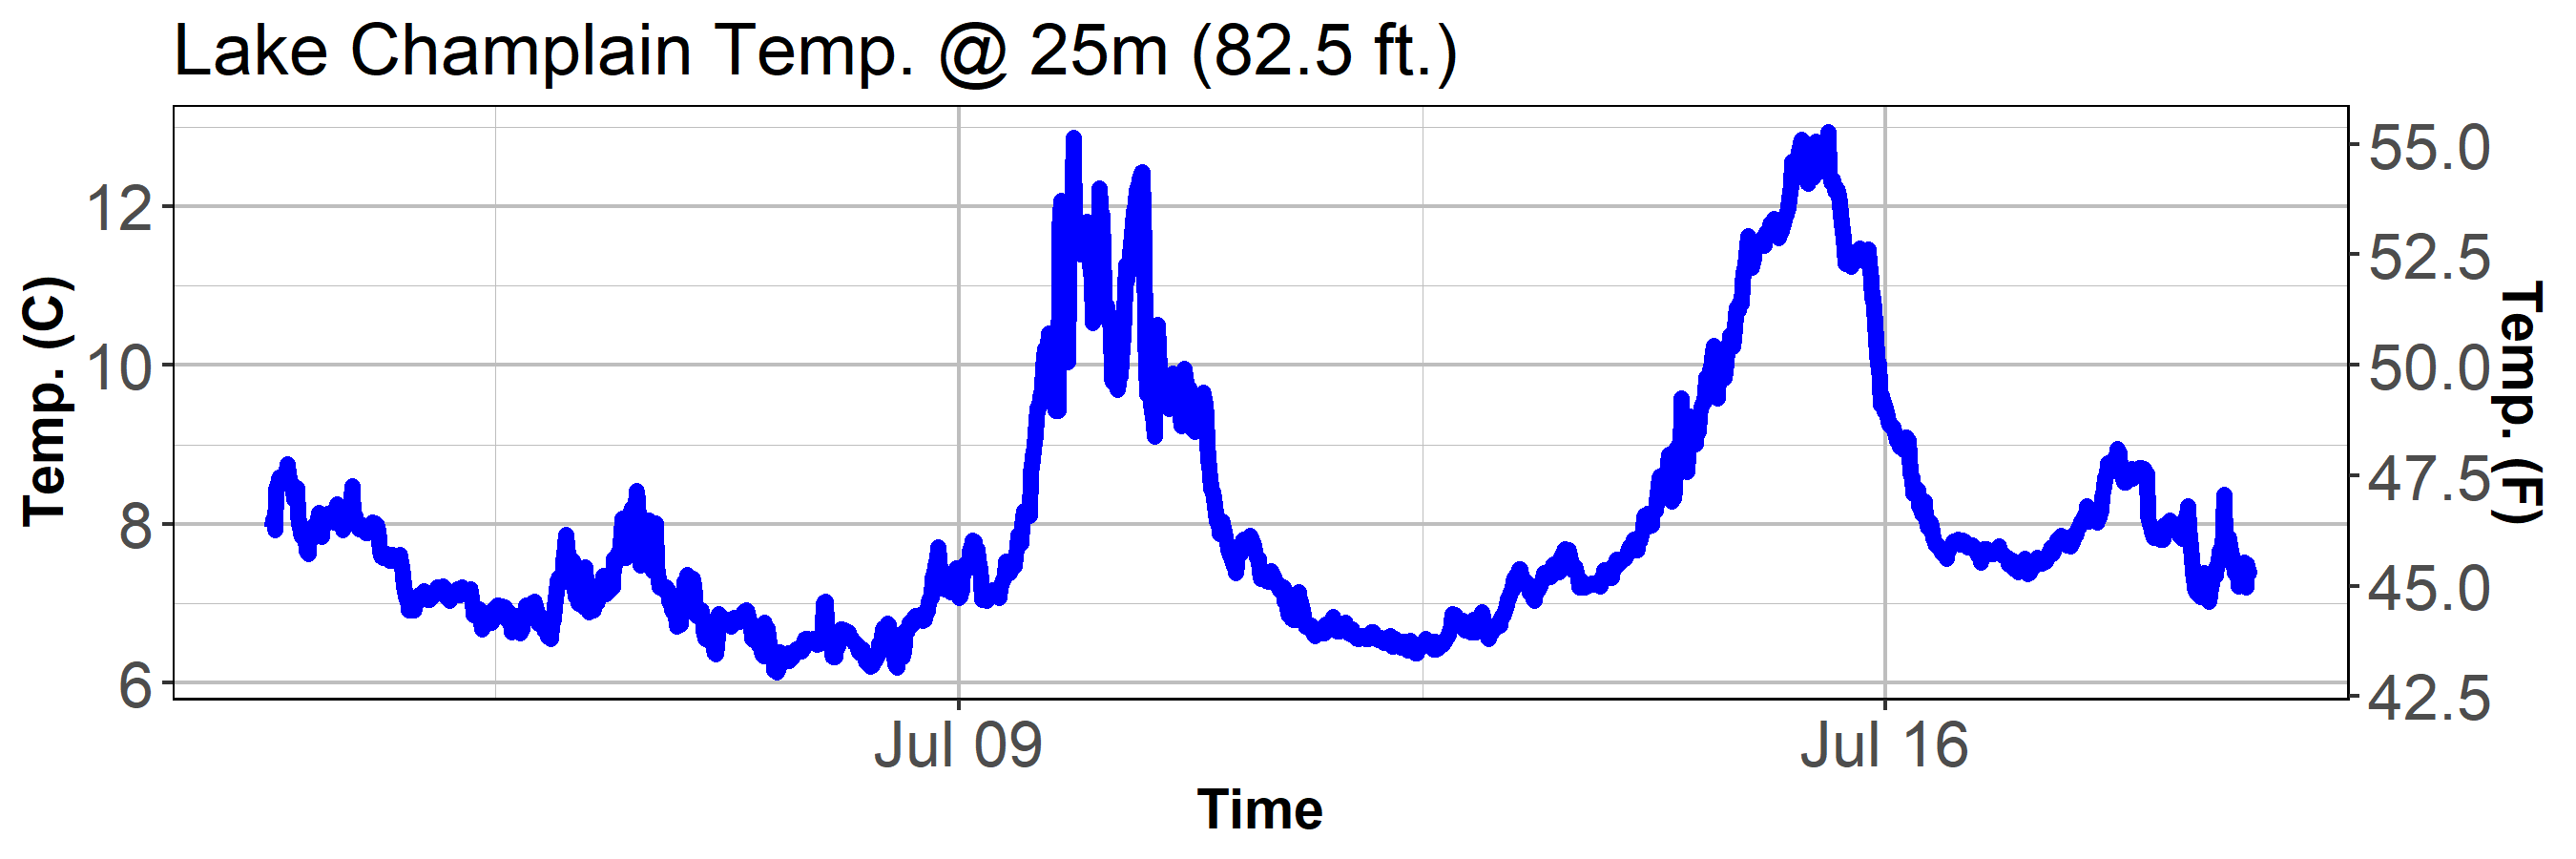 Lake Champlain Temp. @ 25m (82.5 ft.)
Temp. (C)
12
10
8
6
55.0
52.5
50.0
47.5
45.0
42.5
Temp. (F)
Jul 09
Jul 16
Time